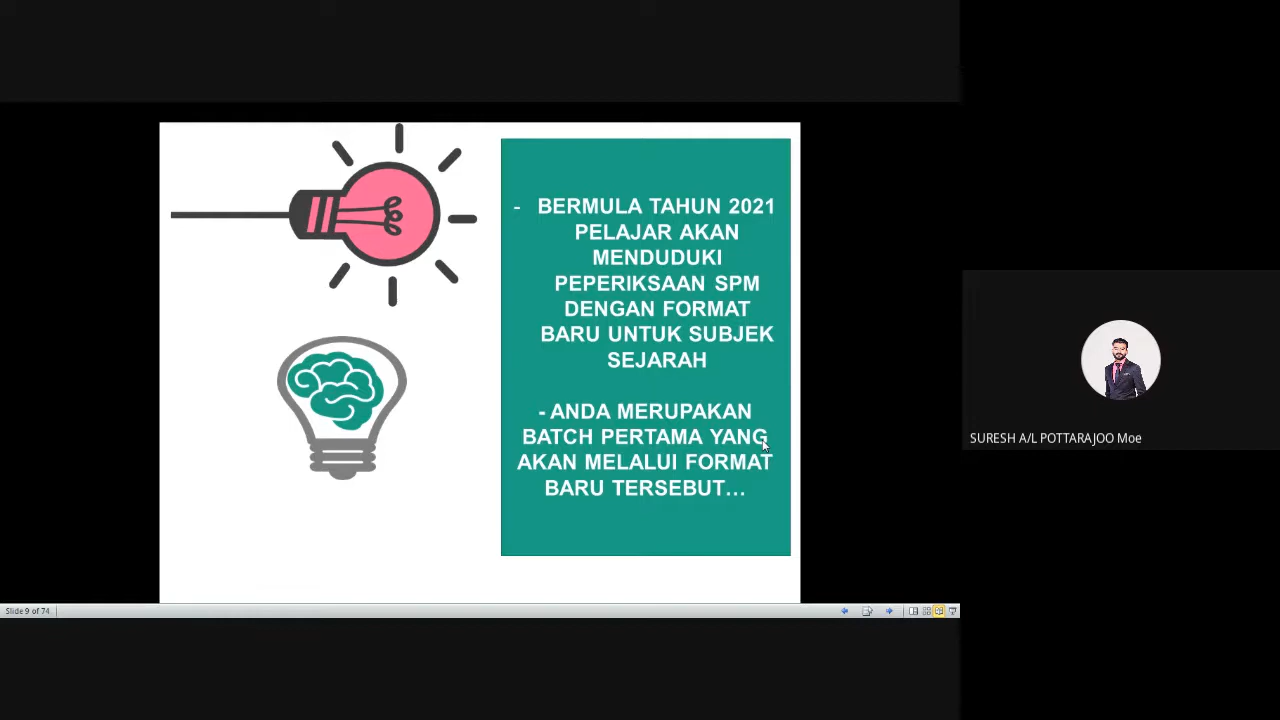 - BERMULA TAHUN 2021
PELAJAR AKAN
MENDUDUKI
PEPERIKSAAN SPM
DENGAN FORMAT
BARU UNTUK SUBJEK
SEJARAH
- ANDA MERUPAKAN
BATCH PERTAMA YANG
AKAN MELALUI FORMAT
BARU TERSEBUT...
SURESH A/L POTTARAJOO Moe
Slide 9 of 74